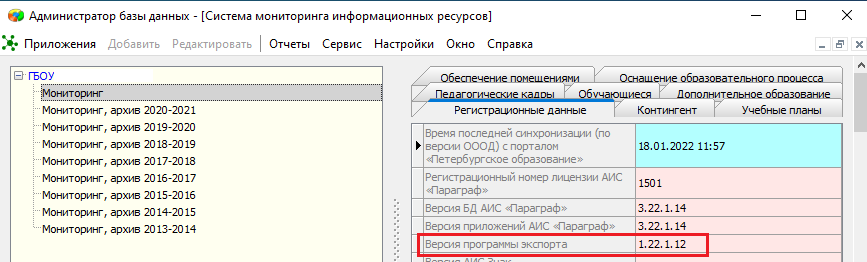 Администратор базы данных - [Система мониторинга информационных ресурсов]
Приложения Добавить Редактировать Отчеты Сервис Настройки Окно Справка
ГБОУ
Мониторинг
Мониторинг, архив 2020-2021
Мониторинг, архив 2019-2020
Мониторинг, архив 2018-2019
Мониторинг, архив 2017-2018
Мониторинг, архив 2016-2017
Мониторинг, архив 2015-2016
Мониторинг, архив 2014-2015
Мониторинг, архив 2013-2014
Обеспечение помещениями Оснащение образовательного процесса
Педагогические кадры Обучающиеся Дополнительное образование
Регистрационные данные Контингент Учебные планы
Время последней синхронизации (по
версии ОООД) с порталом
«Петербургское образование»
18.01.2022 11:57
Регистрационный номер лицензии АИС
«Параграф»
1501
Версия БД АИС «Параграф» 3.22.1.14
Версия приложений АИС «Параграф» 3.22.1.14
Версия программы экспорта 1.22.1.12
Версия АИС Знак